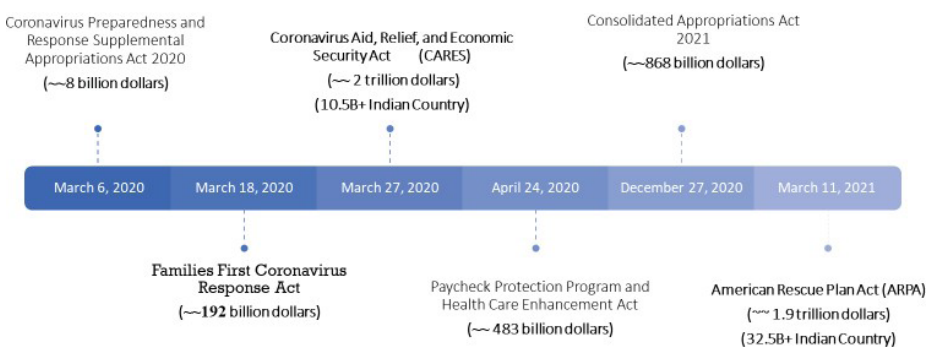 Coronavirus Preparedness and
Response Supplemental
Appropriations Act 2020
(~~8 billion dollars)
Coronavirus Aid, Relief, and Economic
Security Act (CARES)
(~~ 2 trillion dollars)
(10.5B+ Indian Country)
Consolidated Appropriations Act
2021
(~~868 billion dollars)
March 6, 2020
March 18, 2020
March 27, 2020
April 24, 2020
December 27, 2020
March 11, 2021
Families First Coronavirus
Response Act
(~~192 billion dollars)
Paycheck Protection Program and
Health Care Enhancement Act
(~~ 483 billion dollars)
American Rescue Plan Act (ARPA)
(~~ 1.9 trillion dollars)
(32.5B+ Indian Country)